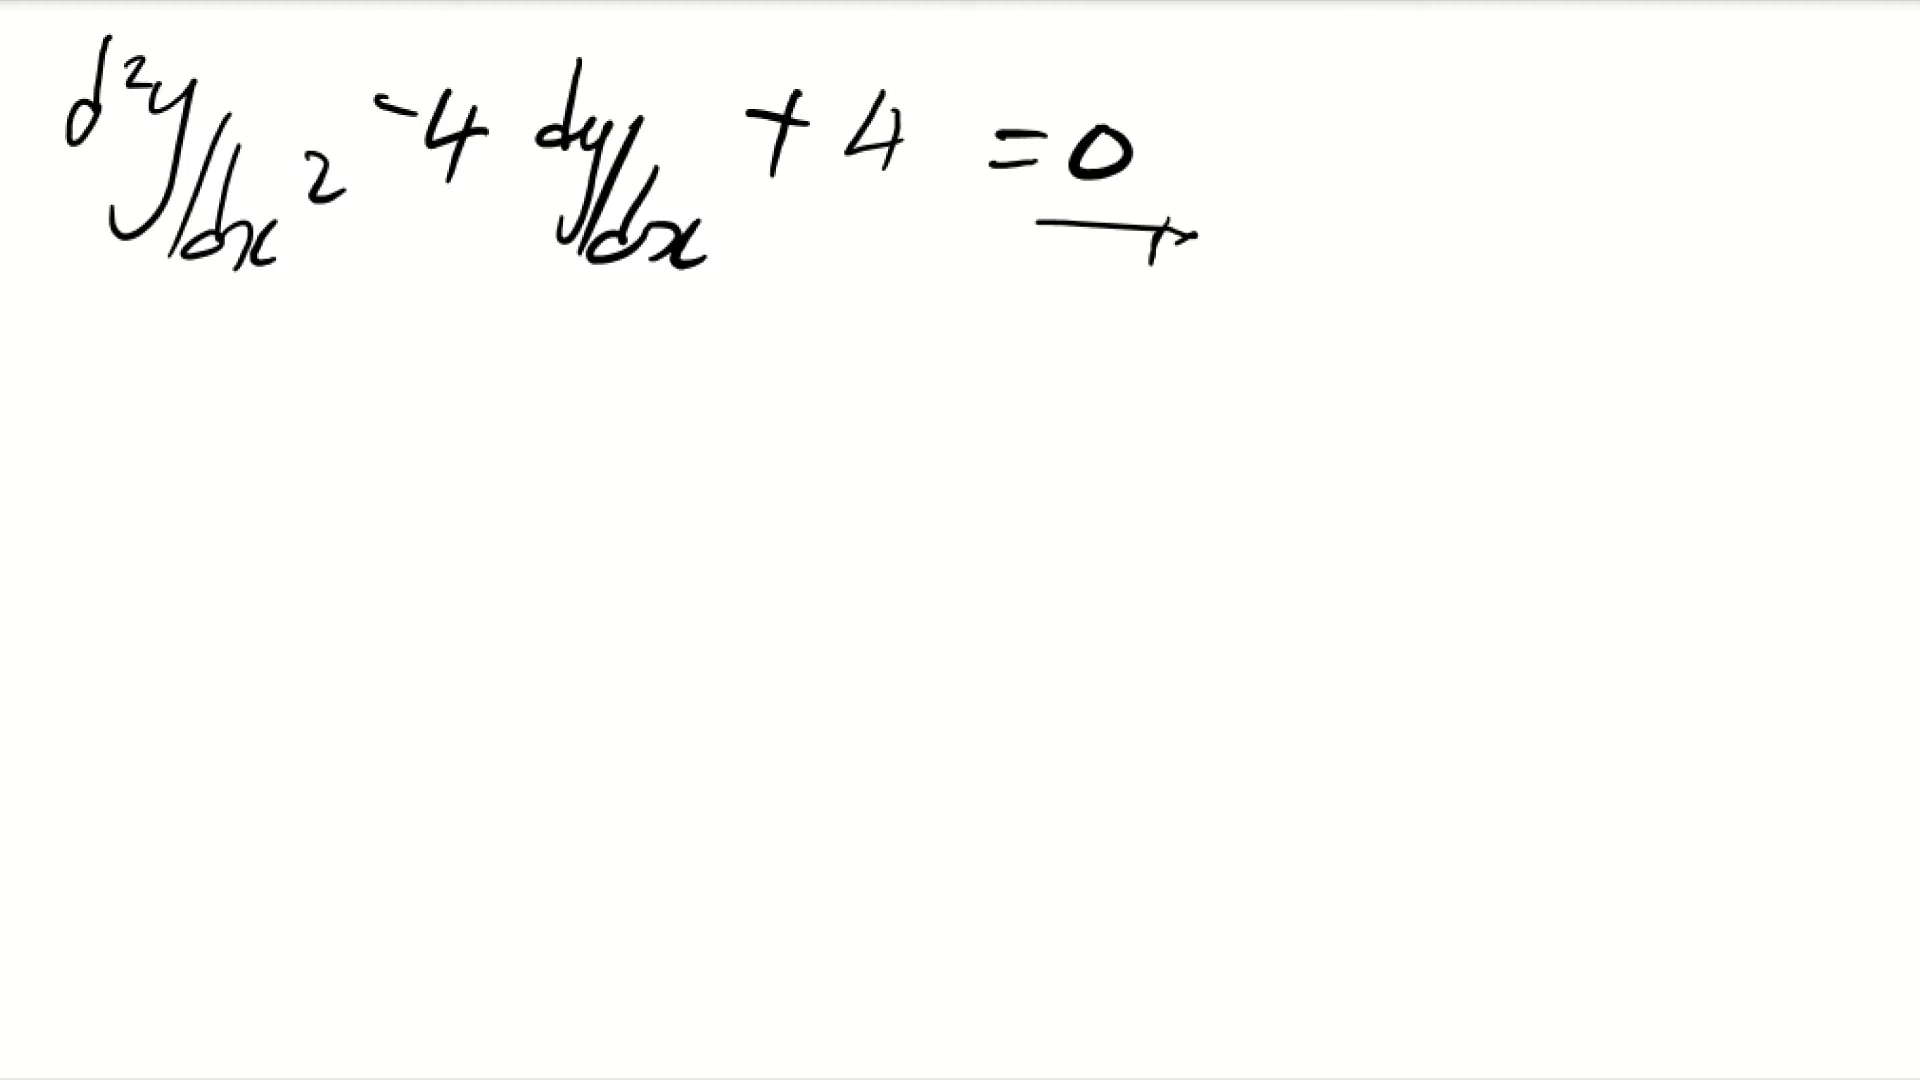 d²y/dx² -4 dy/dx + 4 = 0